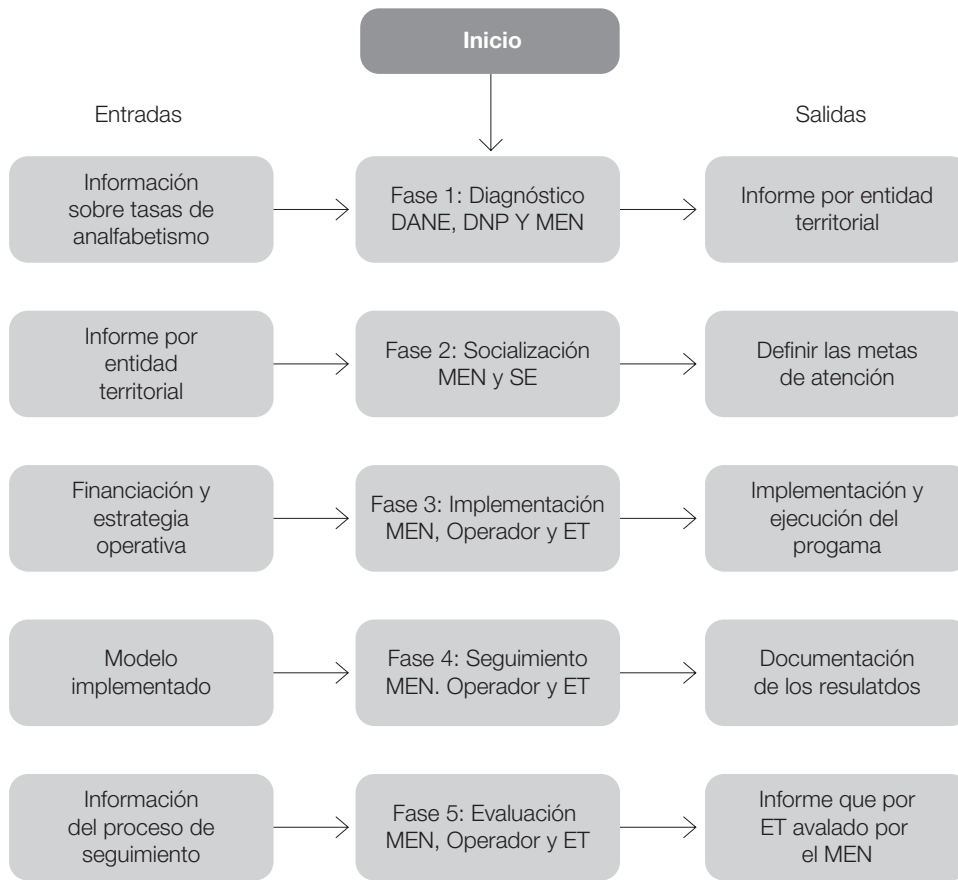 Inicio
Entradas
Salidas
Información
sobre tasas de
analfabetismo
Fase 1: Diagnóstico
DANE, DNP Y MEN
Informe por entidad
territorial
Informe por
entidad
territorial
Fase 2: Socialización
MEN y SE
Definir las metas
de atención
Financiación y
estrategia
operativa
Fase 3: Implementación
MEN, Operador y ET
Implementación y
ejecución del
progama
Modelo
implementado
Fase 4: Seguimiento
MEN. Operador y ET
Documentación
de los resulatdos
Información
del proceso de
seguimiento
Fase 5: Evaluación
MEN, Operador y ET
Informe que por
ET avalado por
el MEN